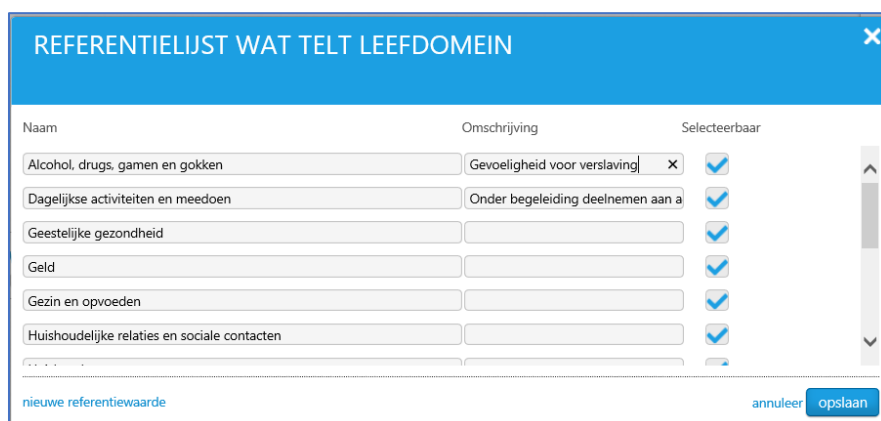 REFERENTIELIJST WAT TELT LEEFDOMEIN
Naam Omschrijving Selecteerbaar
Alcohol, drugs, gamen en gokken Gevoeligheid voor verslaving
Dagelijkse activiteiten en meedoen Onder begeleiding deelnemen aan a
Geestelijke gezondheid
Geld
Gezin en opvoeden
Huishoudelijke relaties en sociale contacten
nieuwe referentiewaarde annuleer opslaan